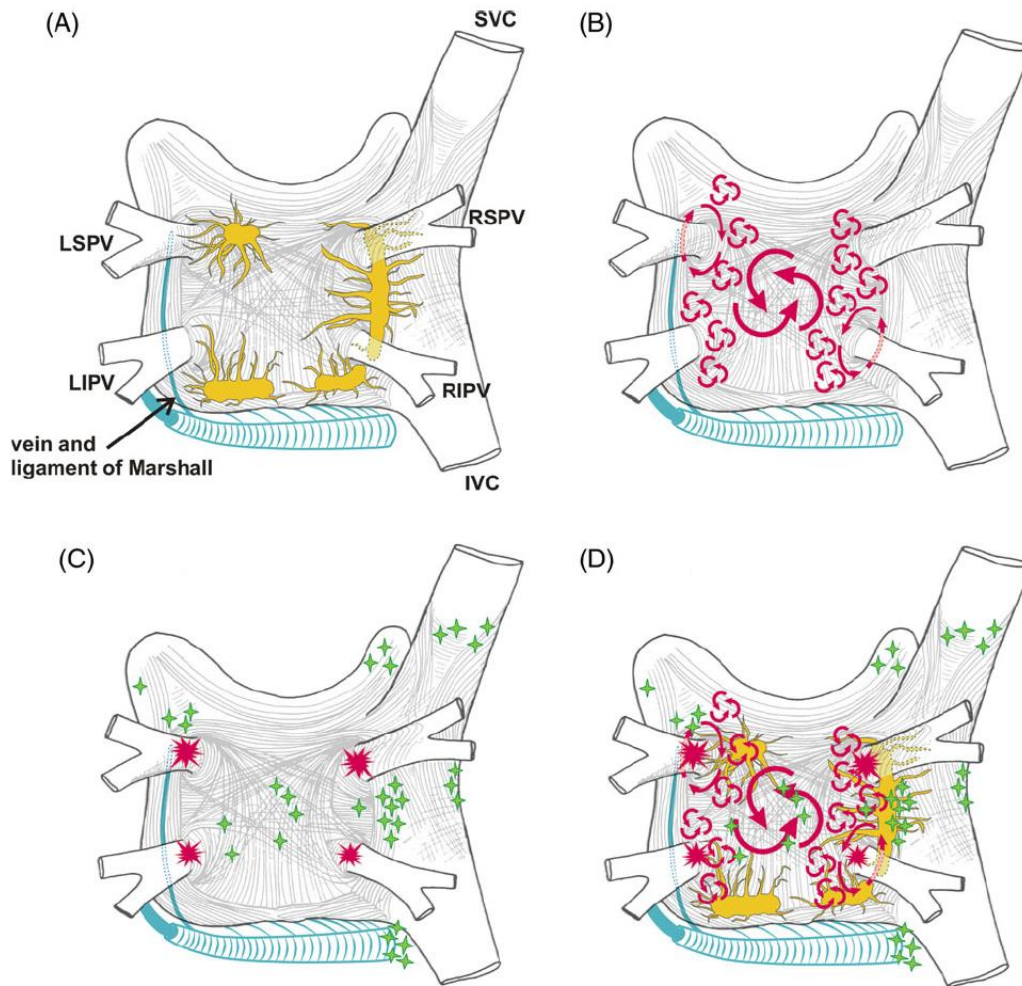 (A)
SVC
(B)
LSPV
RSPV
LIPV
RIPV
vein and
ligament of Marshall
IVC
(C)
(D)